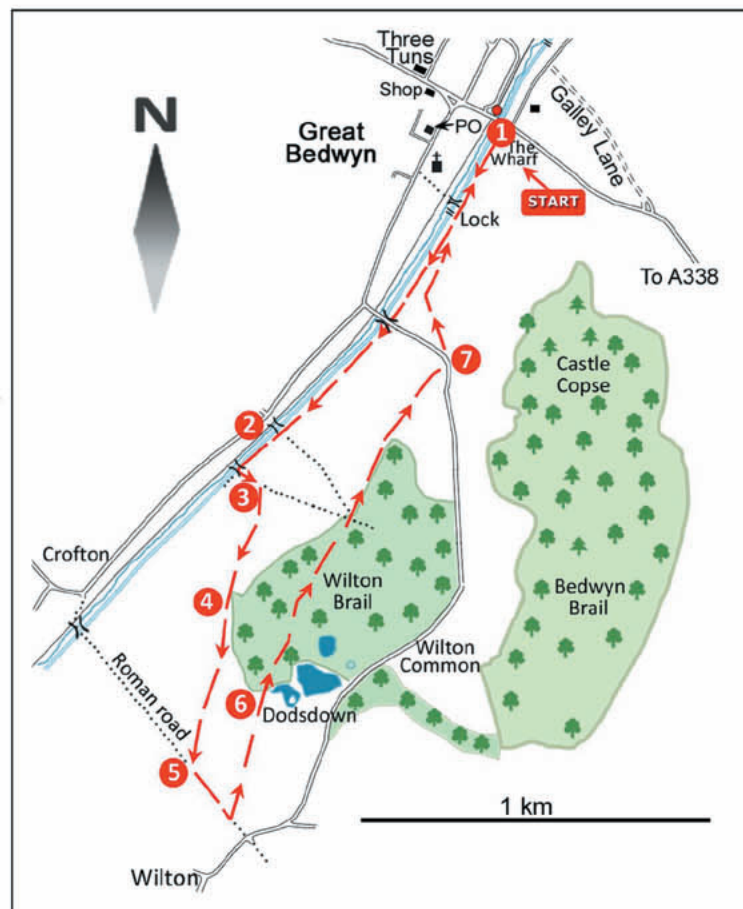 Three
Tuns
Shop
PO
Great
Bedwyn
N
1
The
Wharf
START
Galley Lane
Lock
To A338
7
Castle
Copse
2
3
Crofton
4
Wilton
Brail
Bedwyn
Brail
Wilton
Common
Roman road
6
Dodsdown
5
1 km
Wilton